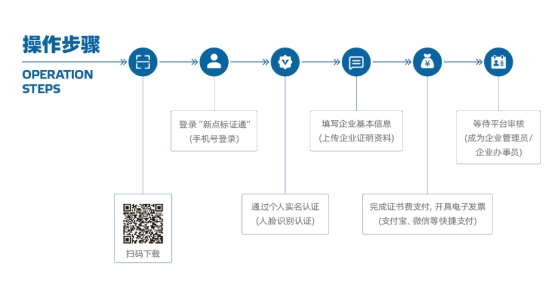 操作步骤
OPERATION
STEPS
扫码下载
登录“新点标证通”
(手机号登录)
通过个人实名认证
(人脸识别认证)
填写企业基本信息
(上传企业证明资料)
完成证书费支付, 开具电子发票
(支付宝、微信等快捷支付)
等待平台审核
(成为企业管理员/
企业办事员)